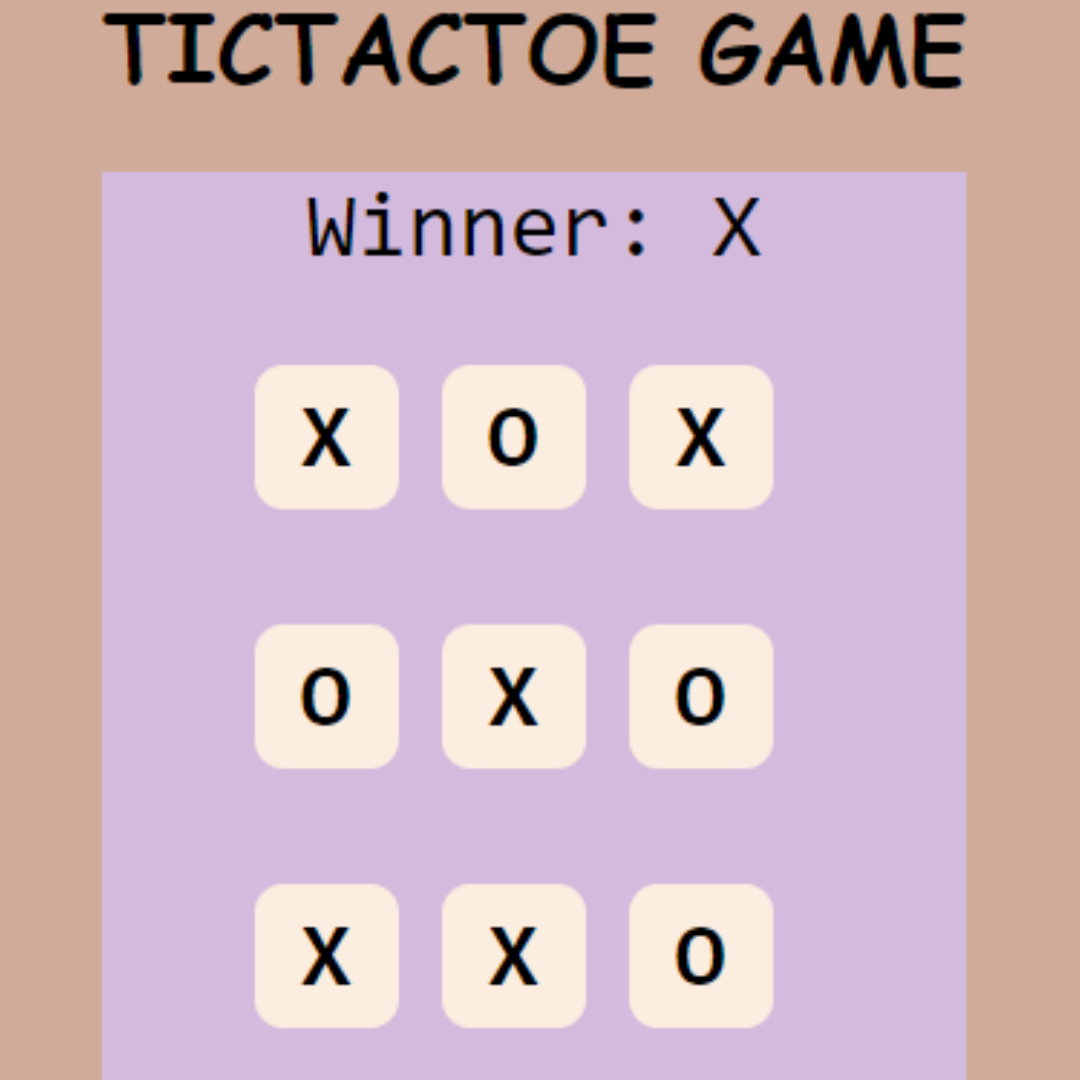 TICTACTOE GAME
Winner: X
X O X
O X O
X X O